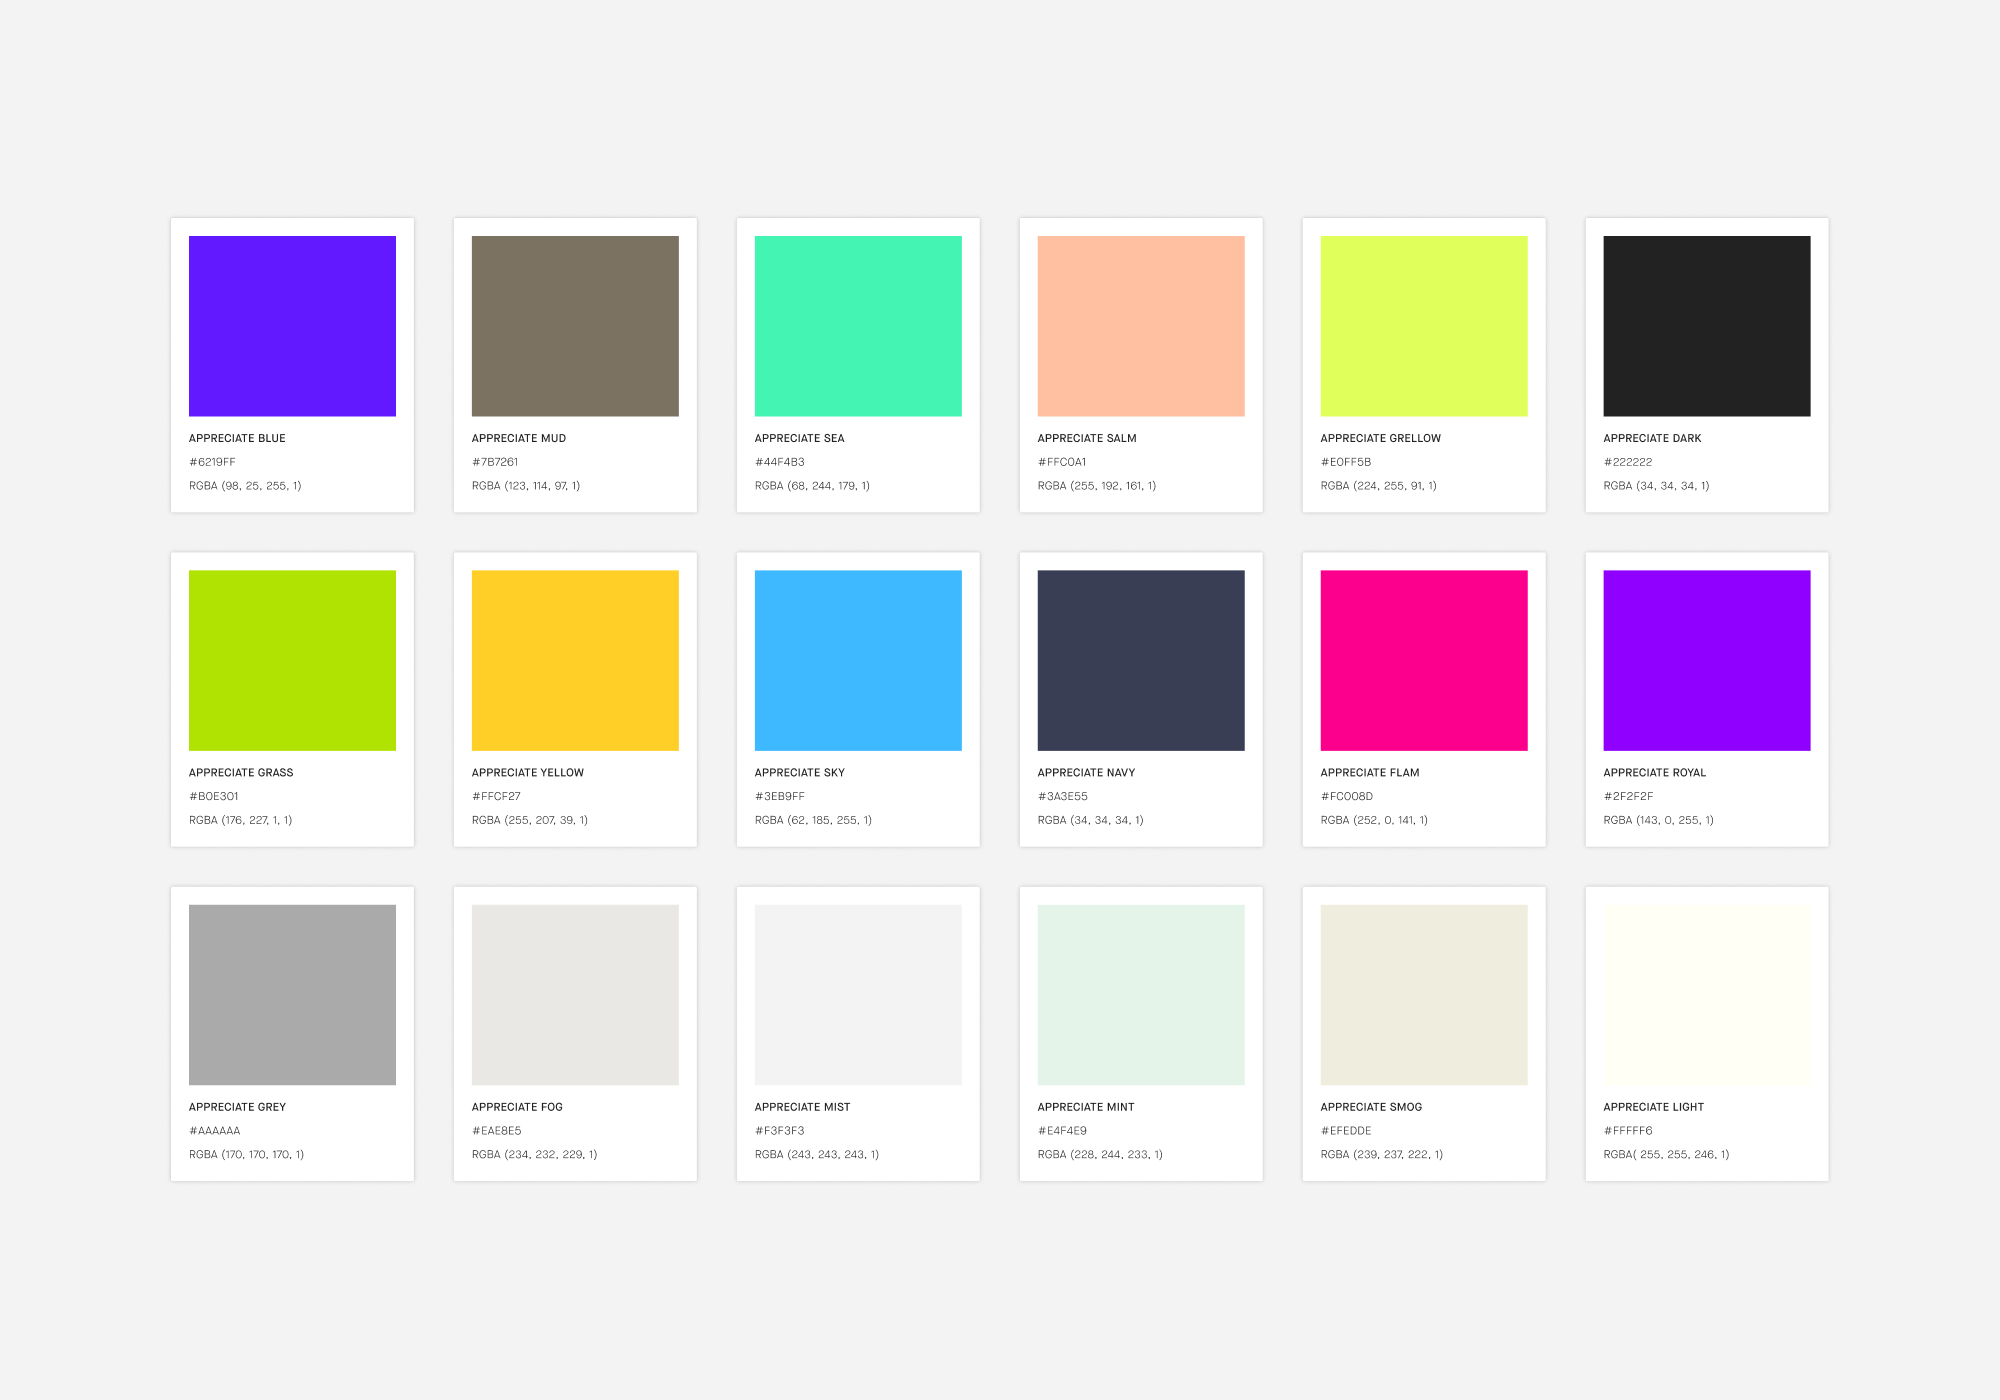 APPRECIATE BLUE
#6219FF
RGBA (98, 25, 255, 1)
APPRECIATE MUD
#7B7261
RGBA (123, 114, 97, 1)
APPRECIATE SEA
#44F4B3
RGBA (68, 244, 179, 1)
APPRECIATE SALM
#FFC0A1
RGBA (255, 192, 161, 1)
APPRECIATE GRELLOW
#E0FF5B
RGBA (224, 255, 91, 1)
APPRECIATE DARK
#222222
RGBA (34, 34, 34, 1)
APPRECIATE GRASS
#B0E301
RGBA (176, 227, 1, 1)
APPRECIATE YELLOW
#FFCF27
RGBA (255, 207, 39, 1)
APPRECIATE SKY
#3EB9FF
RGBA (62, 185, 255, 1)
APPRECIATE NAVY
#3A3E55
RGBA (34, 34, 34, 1)
APPRECIATE FLAM
#FC008D
RGBA (252, 0, 141, 1)
APPRECIATE ROYAL
#2F2F2F
RGBA (143, 0, 255, 1)
APPRECIATE GREY
#AAAAAA
RGBA (170, 170, 170, 1)
APPRECIATE FOG
#EAE8E5
RGBA (234, 232, 229, 1)
APPRECIATE MIST
#F3F3F3
RGBA (243, 243, 243, 1)
APPRECIATE MINT
#E4F4E9
RGBA (228, 244, 233, 1)
APPRECIATE SMOG
#EFEDDE
RGBA (239, 237, 222, 1)
APPRECIATE LIGHT
#FFFFF6
RGBA( 255, 255, 246, 1)